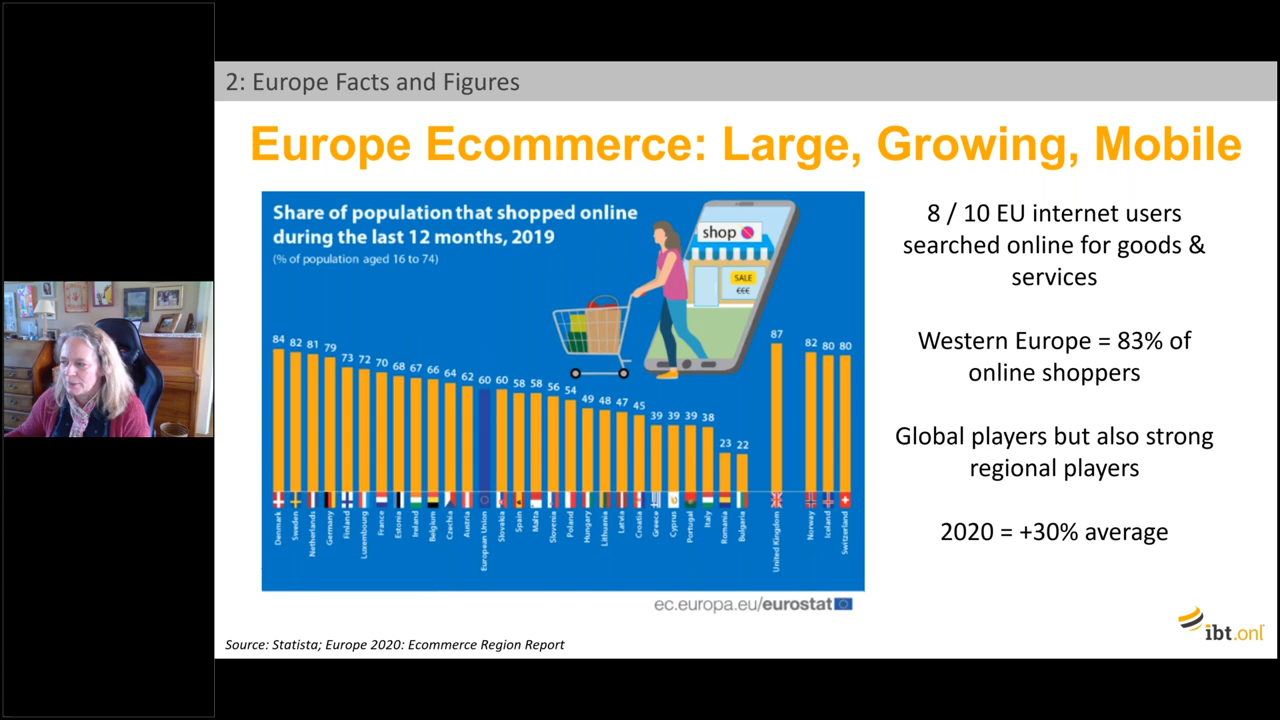 2: Europe Facts and Figures
Europe Ecommerce: Large, Growing, Mobile
Share of population that shopped online
during the last 12 months, 2019
(% of population aged 16 to 74)
shop
SALE
€€€
84 82 81 79 73 72 70 68 67 66 64 62 60 60 58 58 56 54 49 48 47 45 39 39 39 38 23 22 87 82 80 80
Denmark
Sweden
Netherlands
Germany
Finland
Luxembourg
France
Estonia
Ireland
Belgium
Czechia
Austria
European Union
Slovakia
Spain
Malta
Slovenia
Poland
Hungary
Lithuania
Latvia
Croatia
Greece
Cyprus
Portugal
Italy
Romania
Bulgaria
United Kingdom
Norway
Iceland
Switzerland
ec.europa.eu/eurostat
8 / 10 EU internet users
searched online for goods &
services
Western Europe = 83% of
online shoppers
Global players but also strong
regional players
2020 = +30% average
Source: Statista; Europe 2020: Ecommerce Region Report
ibt.onl